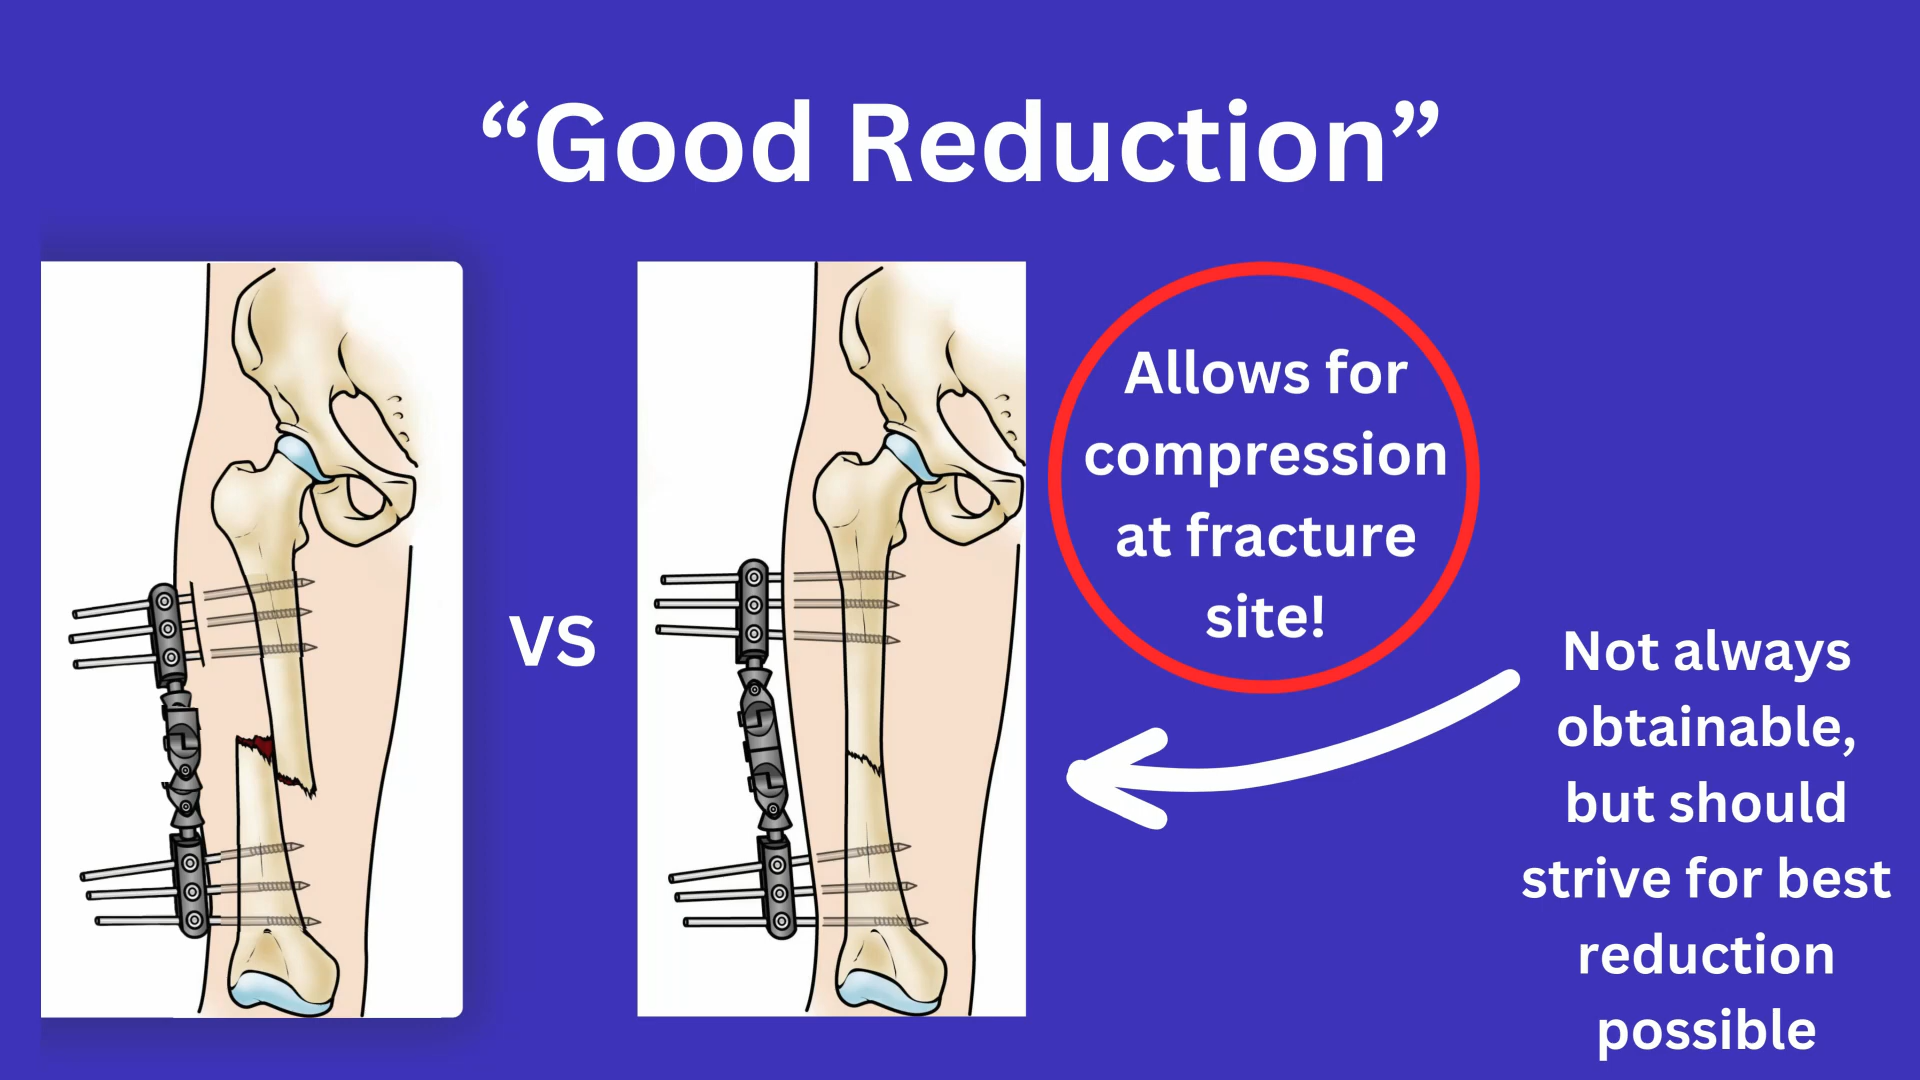 “Good Reduction”
VS
Allows for
compression
at fracture
site!
Not always
obtainable,
but should
strive for best
reduction
possible